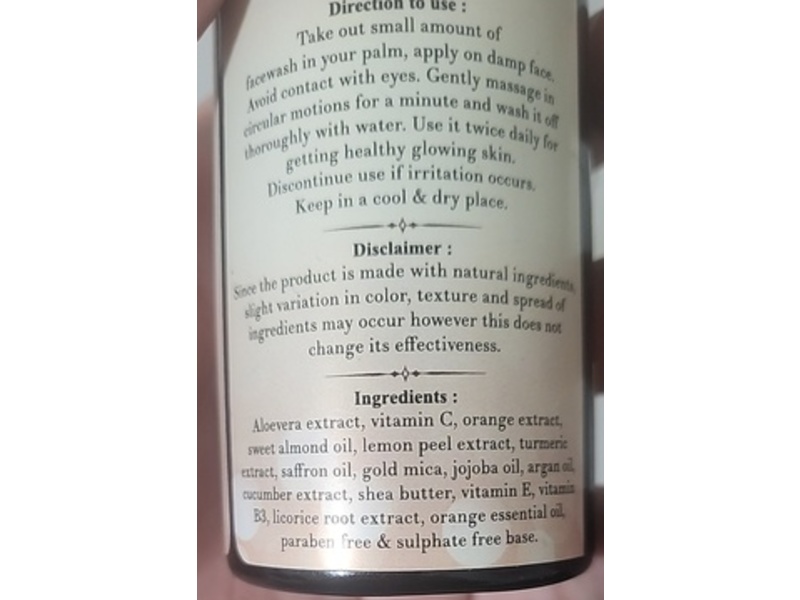 Direction to use :
Take out small amount of
facewash in your palm, apply on damp face.
Avoid contact with eyes. Gently massage in
circular motions for a minute and wash it off
thoroughly with water. Use it twice daily for
getting healthy glowing skin.
Discontinue use if irritation occurs.
Keep in a cool & dry place.
Disclaimer :
Since the product is made with natural ingredients,
slight variation in color, texture and spread of
ingredients may occur however this does not
change its effectiveness.
Ingredients :
Aloevera extract, vitamin C, orange extract,
sweet almond oil, lemon peel extract, turmeric
extract, saffron oil, gold mica, jojoba oil, argan oil,
cucumber extract, shea butter, vitamin E, vitamin
B3, licorice root extract, orange essential oil,
paraben free & sulphate free base.